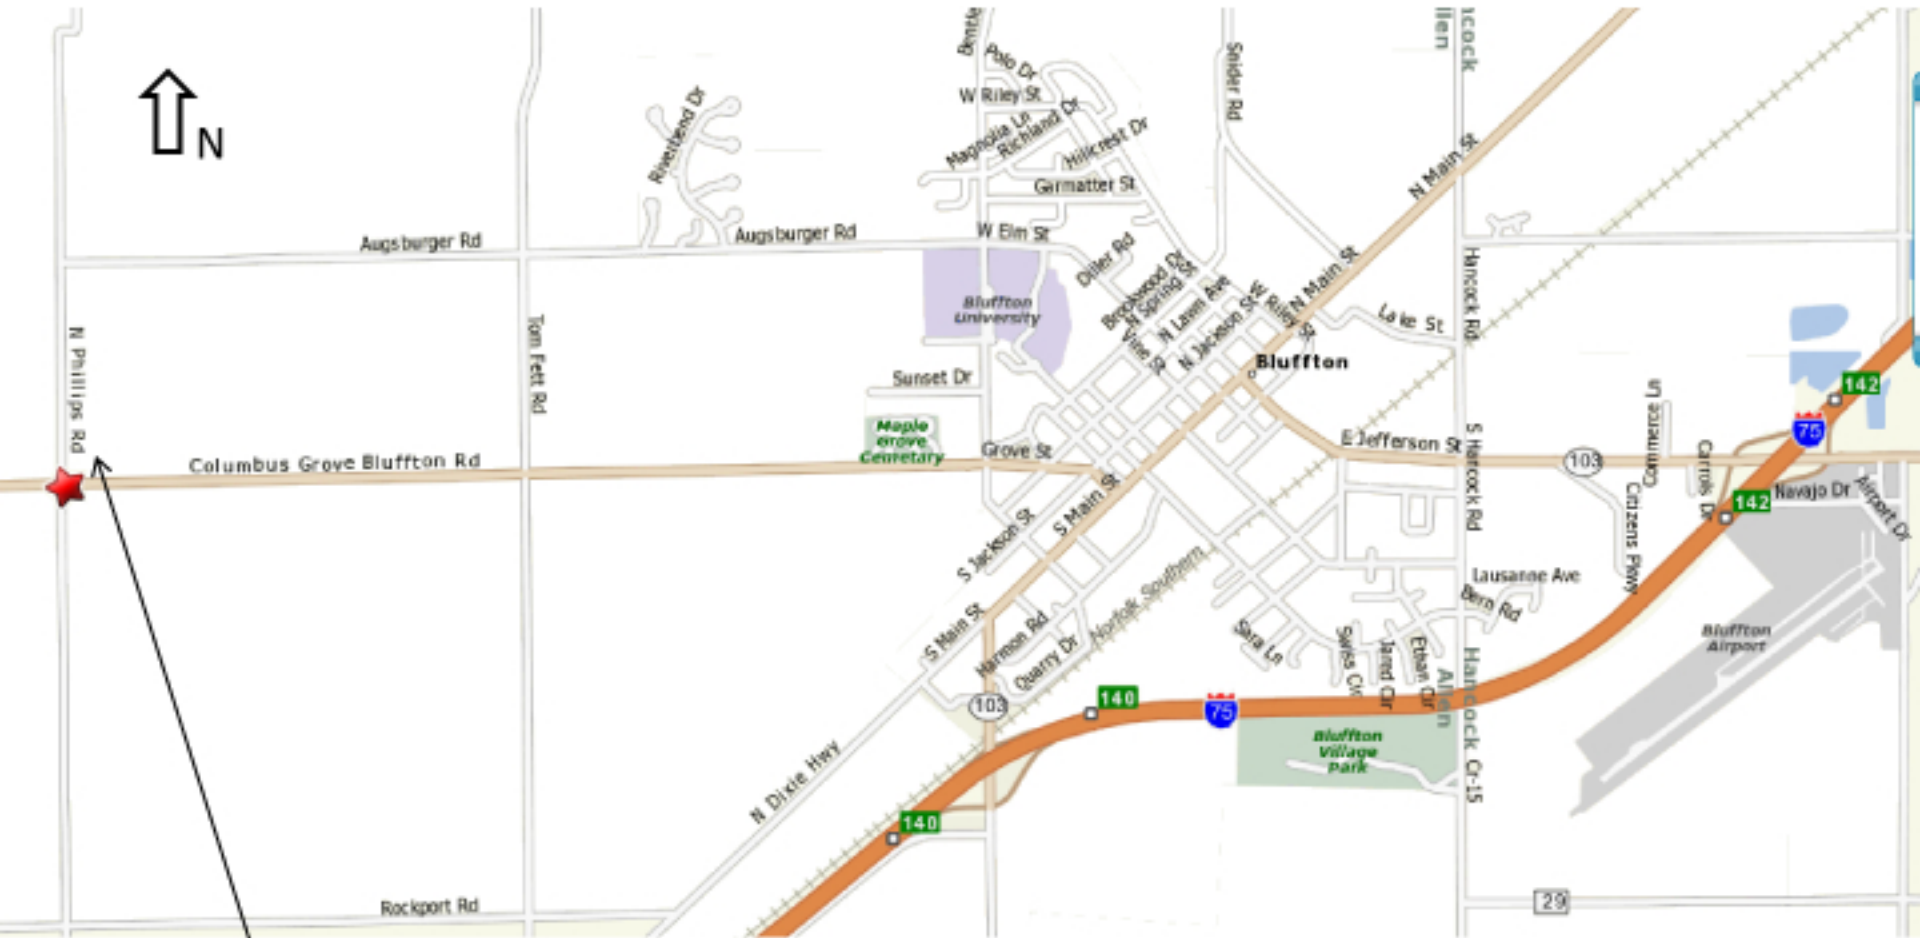 Bentle
Polo Dr
W Riley St
Magnolia Ln
Richland Dr
Hillcrest Dr
Garmatter St
Snider Rd
Allen
Hancock
N
Riverbend Dr
N Main St
Augsburger Rd
Augsburger Rd
W Elm St
Diller Rd
Brookwood Dr
N Spring St
N Lawn Ave
N Jackson St
W Riley St
Vine St
N Main St
Lake St
Hancock Rd
Bluffton
University
Bluffton
N Phillips Rd
Tom Fett Rd
Sunset Dr
Maple
Grove
Cemetary
Grove St
Columbus Grove Bluffton Rd
E Jefferson St
S Hancock Rd
103
Commerce Ln
Citizens Pkwy
Carrols Dr
142
75
142
Navajo Dr
Airport Dr
S Main St
S Jackson St
S Main St
Norfolk Southern
Harmon Rd
Quarry Dr
Sara Ln
Swiss Cir
Jared Cir
Ethan Cir
Lausanne Ave
Bern Rd
Bluffton
Airport
Allen
Hancock
Cr-15
103
140
75
Bluffton
Village
Park
N Dixie Hwy
140
Rockport Rd
29